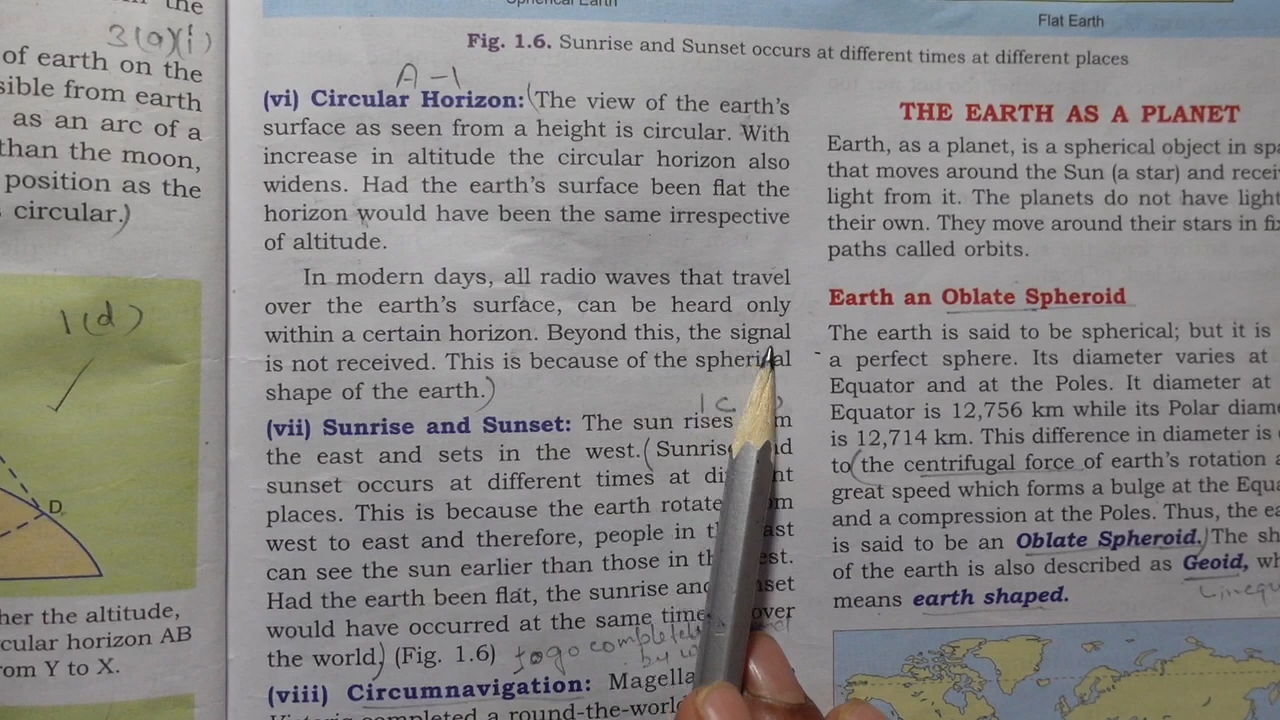 the
3(a)(i)
of earth on the
sible from earth
as an arc of a
than the moon,
position as the
circular.)
1(d)
D
her the altitude,
cular horizon AB
rom Y to X.
Spherical Earth
Flat Earth
Fig. 1.6. Sunrise and Sunset occurs at different times at different places
A-1
(vi) Circular Horizon: (The view of the earth's
surface as seen from a height is circular. With
increase in altitude the circular horizon also
widens. Had the earth's surface been flat the
horizon would have been the same irrespective
of altitude.
In modern days, all radio waves that travel
over the earth's surface, can be heard only
within a certain horizon. Beyond this, the signal
is not received. This is because of the spherical
shape of the earth.)
(vii) Sunrise and Sunset: The sun rises
the east and sets in the west. (Sunrise
sunset occurs at different times at
places. This is because the earth
west to east and therefore, people in
can see the sun earlier than those in
Had the earth been flat, the sunrise
would have occurred at the same time over
the world) (Fig. 1.6) to go completely
by
(viii) Circumnavigation:
completed a
THE EARTH AS A PLANET
Earth, as a planet, is a spherical object in
that moves around the Sun (a star) and
light from it. The planets do not have light
their own. They move around their stars in
paths called orbits.
Earth an Oblate Spheroid
The earth is said to be spherical; but it is
a perfect sphere. Its diameter varies at
Equator and at the Poles. It diameter at
Equator is 12,756 km while its Polar
is 12,714 km. This difference in diameter is
to (the centrifugal force of earth's rotation
great speed which forms a bulge at the
and a compression at the Poles. Thus, the
is said to be an Oblate Spheroid.) The
of the earth is also described as Geoid,
means earth shaped.